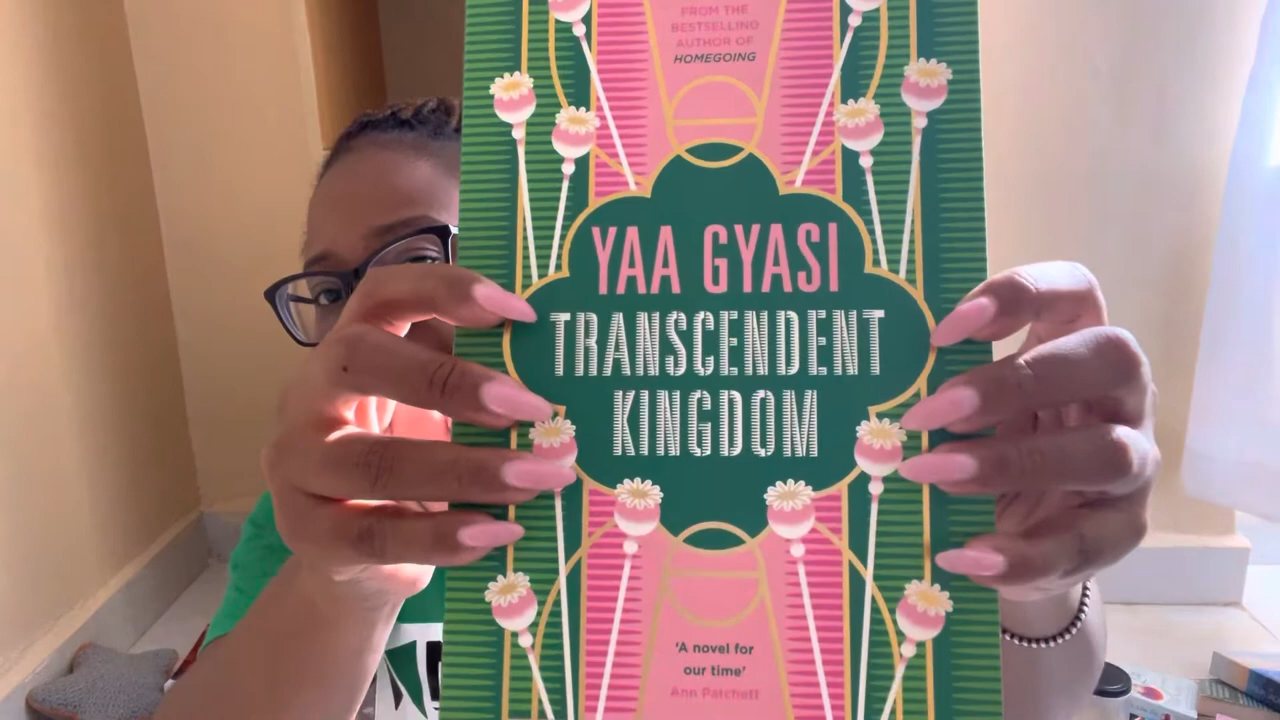 FROM THE
BESTSELLING
AUTHOR OF
HOMEGOING
YAA GYASI
TRANSCENDENT
KINGDOM
'A novel for
our time'
Ann Patchett